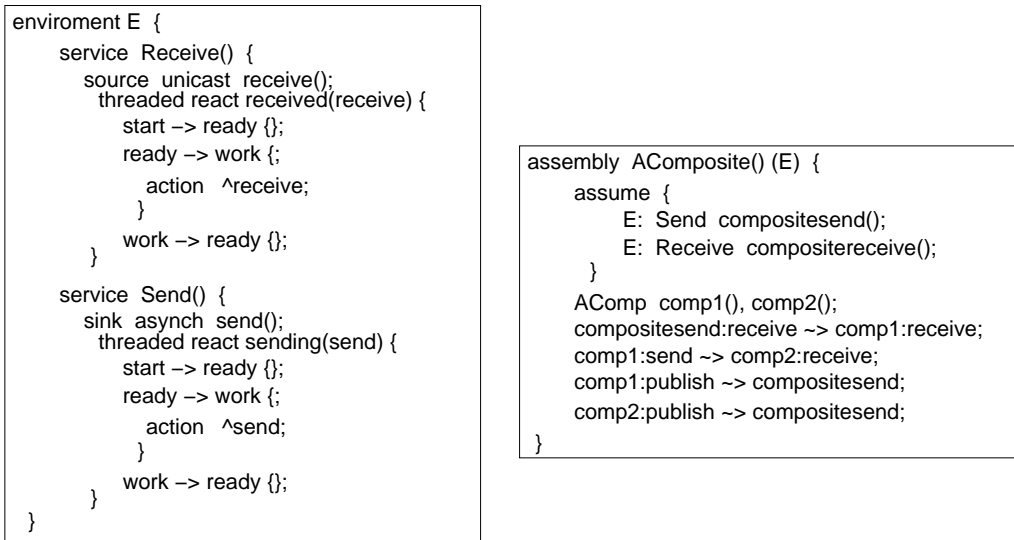 enviroment E {
service Receive() {
source unicast receive();
threaded react received(receive) {
start −> ready {};
ready −> work {;
action ^receive;
}
work −> ready {};
}
service Send() {
sink asynch send();
threaded react sending(send) {
start −> ready {};
ready −> work {;
action ^send;
}
work −> ready {};
}
}
assembly AComposite() (E) {
assume {
E: Send compositesend();
E: Receive compositereceive();
}
AComp comp1(), comp2();
compositesend:receive ~> comp1:receive;
comp1:send ~> comp2:receive;
comp1:publish ~> compositesend;
comp2:publish ~> compositesend;
}